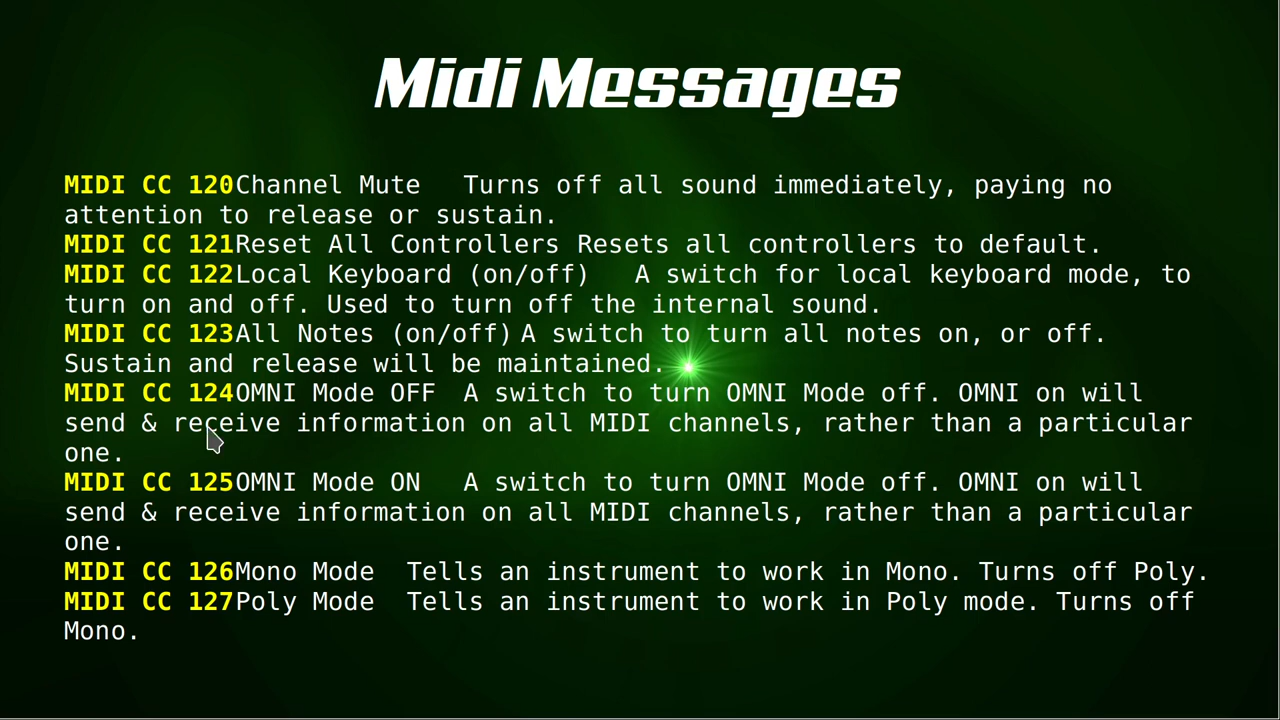 Midi Messages
MIDI CC 120Channel Mute Turns off all sound immediately, paying no
attention to release or sustain.
MIDI CC 121Reset All Controllers Resets all controllers to default.
MIDI CC 122Local Keyboard (on/off) A switch for local keyboard mode, to
turn on and off. Used to turn off the internal sound.
MIDI CC 123All Notes (on/off) A switch to turn all notes on, or off.
Sustain and release will be maintained.
MIDI CC 124OMNI Mode OFF A switch to turn OMNI Mode off. OMNI on will
send & receive information on all MIDI channels, rather than a particular
one.
MIDI CC 125OMNI Mode ON A switch to turn OMNI Mode off. OMNI on will
send & receive information on all MIDI channels, rather than a particular
one.
MIDI CC 126Mono Mode Tells an instrument to work in Mono. Turns off Poly.
MIDI CC 127Poly Mode Tells an instrument to work in Poly mode. Turns off
Mono.